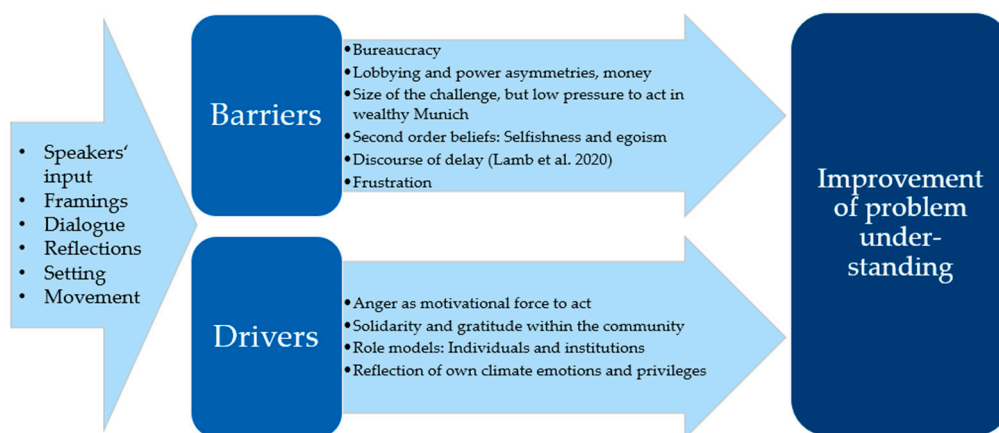 • Speakers‘
input
• Framings
• Dialogue
• Reflections
• Setting
• Movement
Barriers
•Bureaucracy
•Lobbying and power asymmetries, money
•Size of the challenge, but low pressure to act in
wealthy Munich
•Second order beliefs: Selfishness and egoism
•Discourse of delay (Lamb et al. 2020)
•Frustration
Drivers
•Anger as motivational force to act
•Solidarity and gratitude within the community
•Role models: Individuals and institutions
•Reflection of own climate emotions and privileges
Improvement
of problem
under-
standing